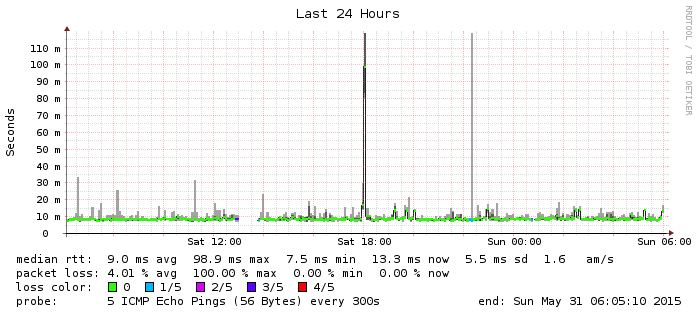 Last 24 Hours
RRDTOOL / TOBI OETIKER
Seconds
110 m
100 m
90 m
80 m
70 m
60 m
50 m
40 m
30 m
20 m
10 m
0
Sat 12:00 Sat 18:00 Sun 00:00 Sun 06:00
median rtt: 9.0 ms avg 98.9 ms max 7.5 ms min 13.3 ms now 5.5 ms sd 1.6 am/s
packet loss: 4.01 % avg 100.00 % max 0.00 % min 0.00 % now
loss color: 0 1/5 2/5 3/5 4/5
probe: 5 ICMP Echo Pings (56 Bytes) every 300s end: Sun May 31 06:05:10 2015